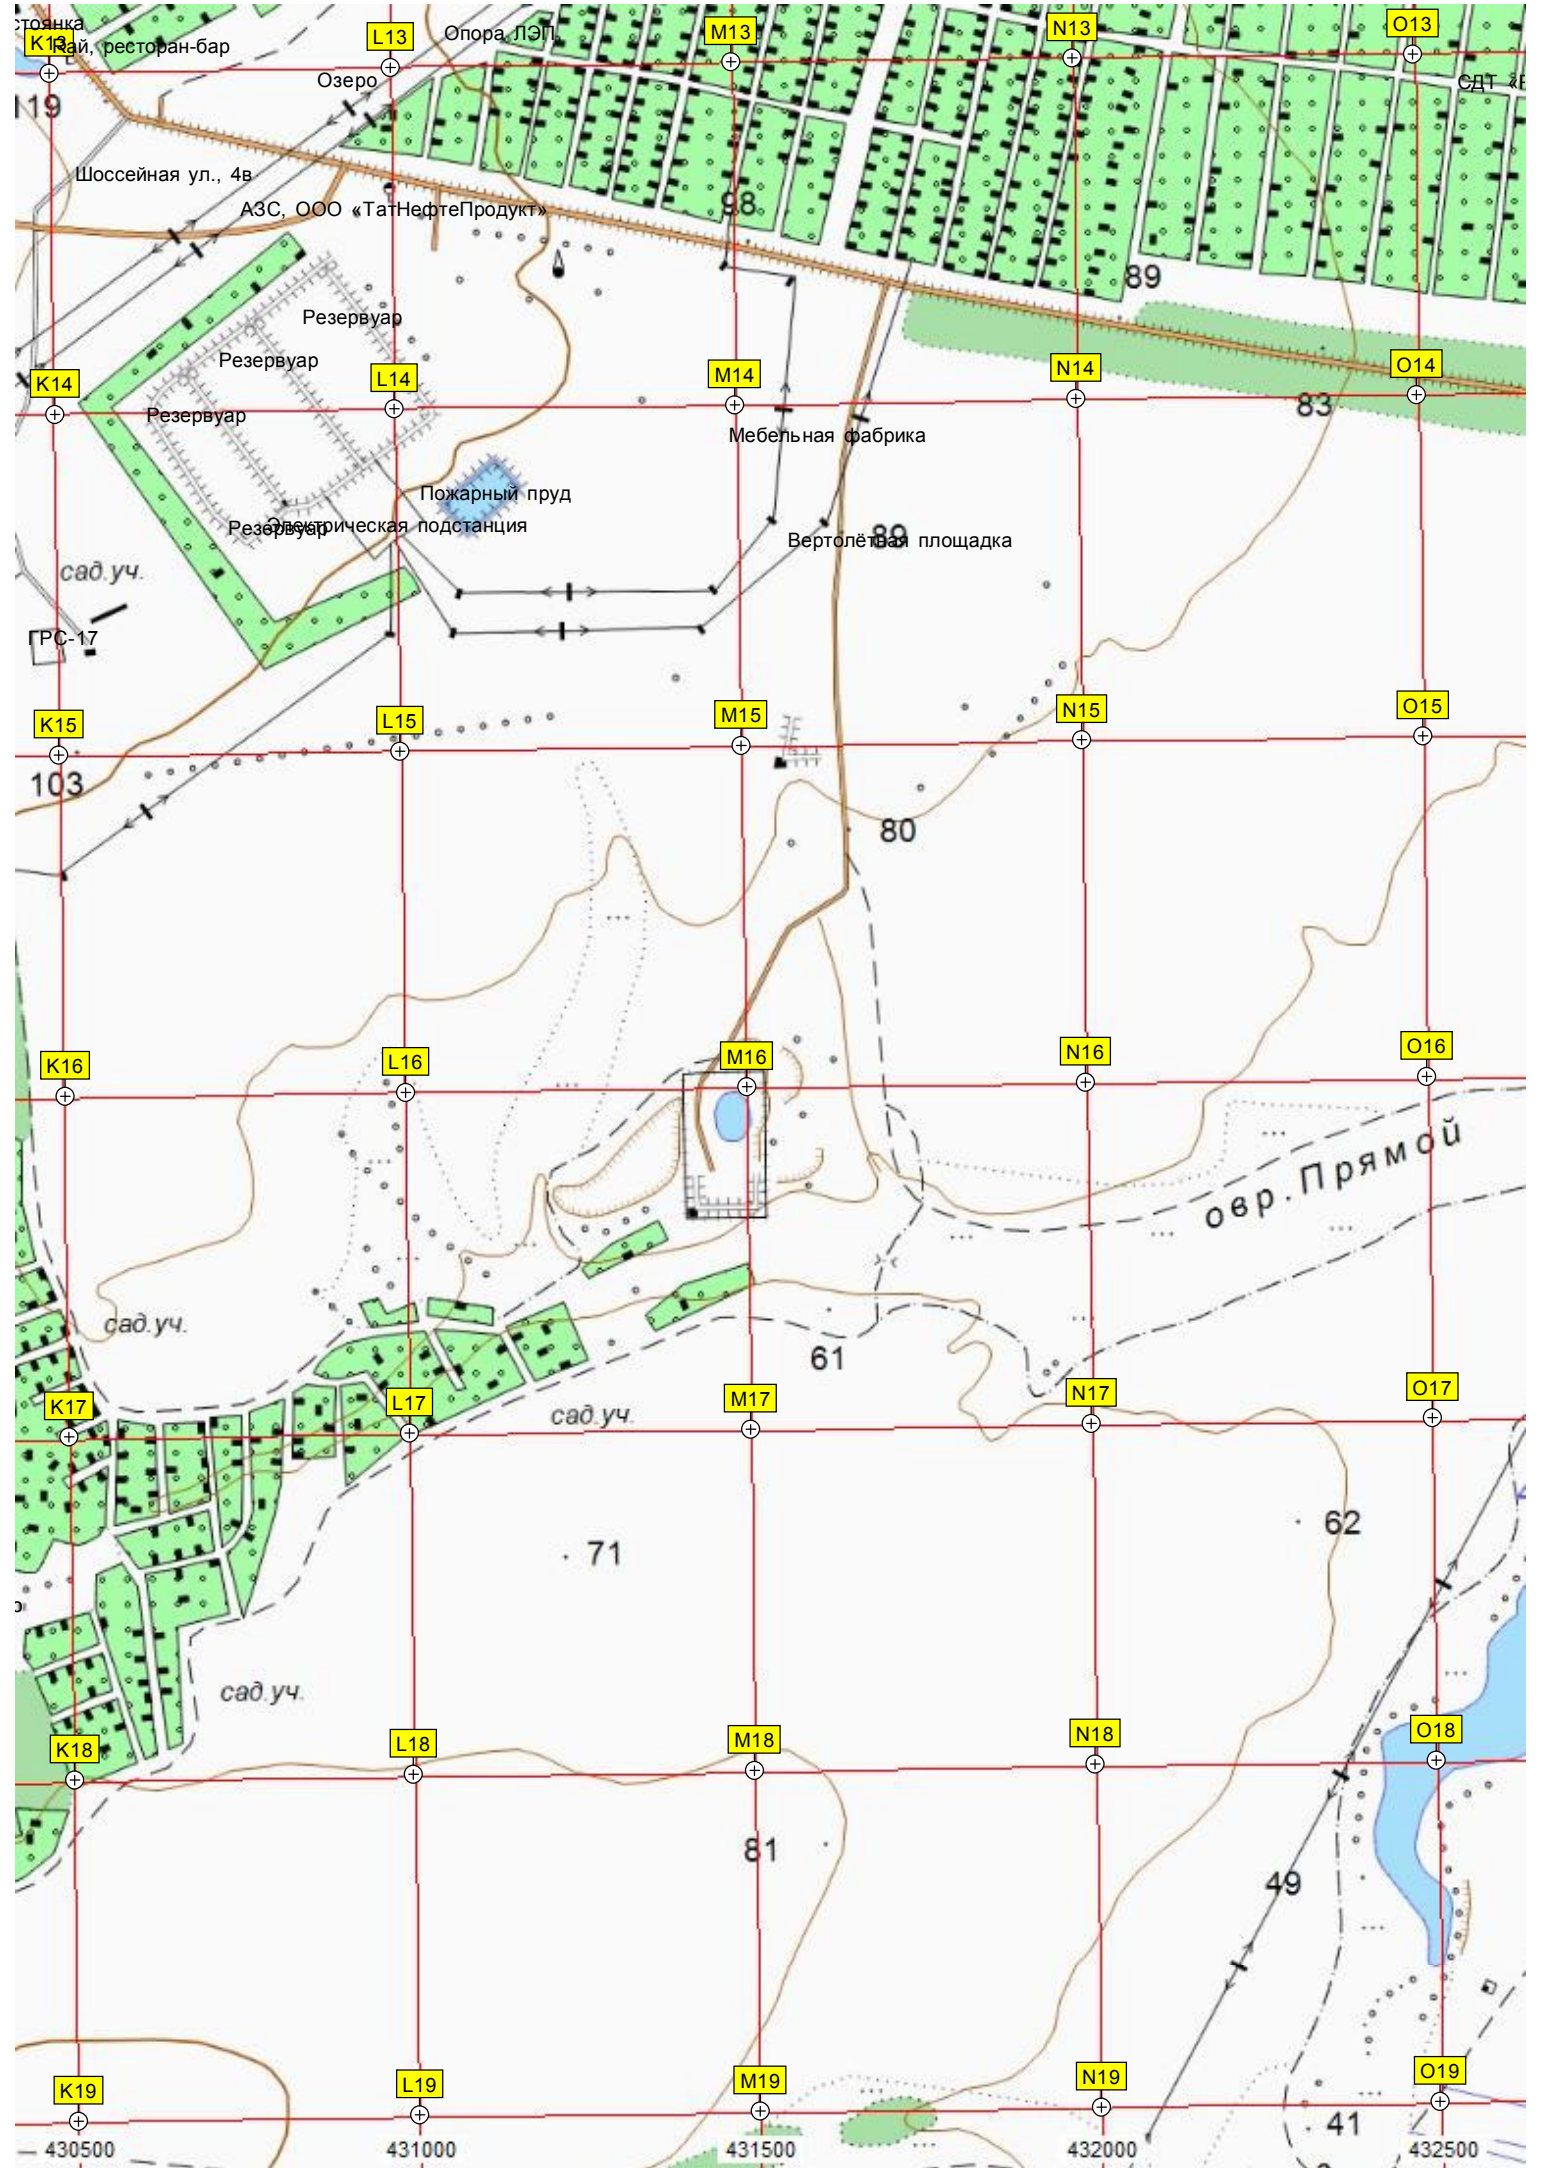 стоянка
K13
Рай, ресторан-бар
L13
Опора ЛЭП
M13
N13
O13
Озеро
СДТ
119
Шоссейная ул., 4в
АЗС, ООО «ТатНефтеПродукт»
98
89
Резервуар
Резервуар
K14
L14
M14
N14
O14
Резервуар
83
Мебельная фабрика
Пожарный пруд
Резервуар
Электрическая подстанция
89
Вертолётная площадка
сад.уч.
ГРС-17
K15
L15
M15
N15
O15
103
80
K16
L16
M16
N16
O16
овр. Прямой
сад.уч.
61
K17
L17
M17
N17
O17
сад.уч.
62
71
сад.уч.
K18
L18
M18
N18
O18
81
49
K19
L19
M19
N19
O19
41
430500
431000
431500
432000
432500